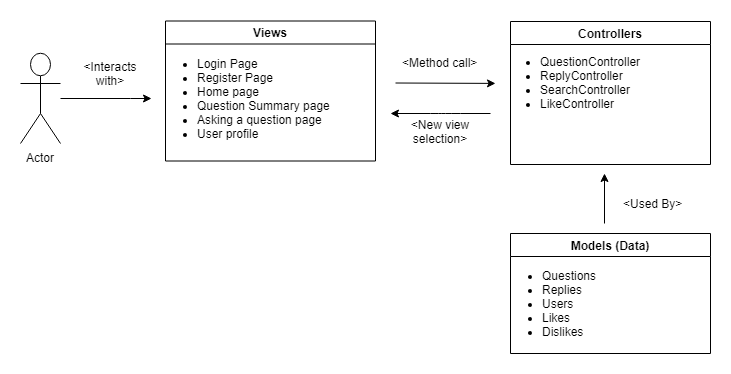 Actor
<Interacts
with>
Views
Login Page
Register Page
Home page
Question Summary page
Asking a question page
User profile
<Method call>
<New view
selection>
Controllers
QuestionController
ReplyController
SearchController
LikeController
<Used By>
Models (Data)
Questions
Replies
Users
Likes
Dislikes